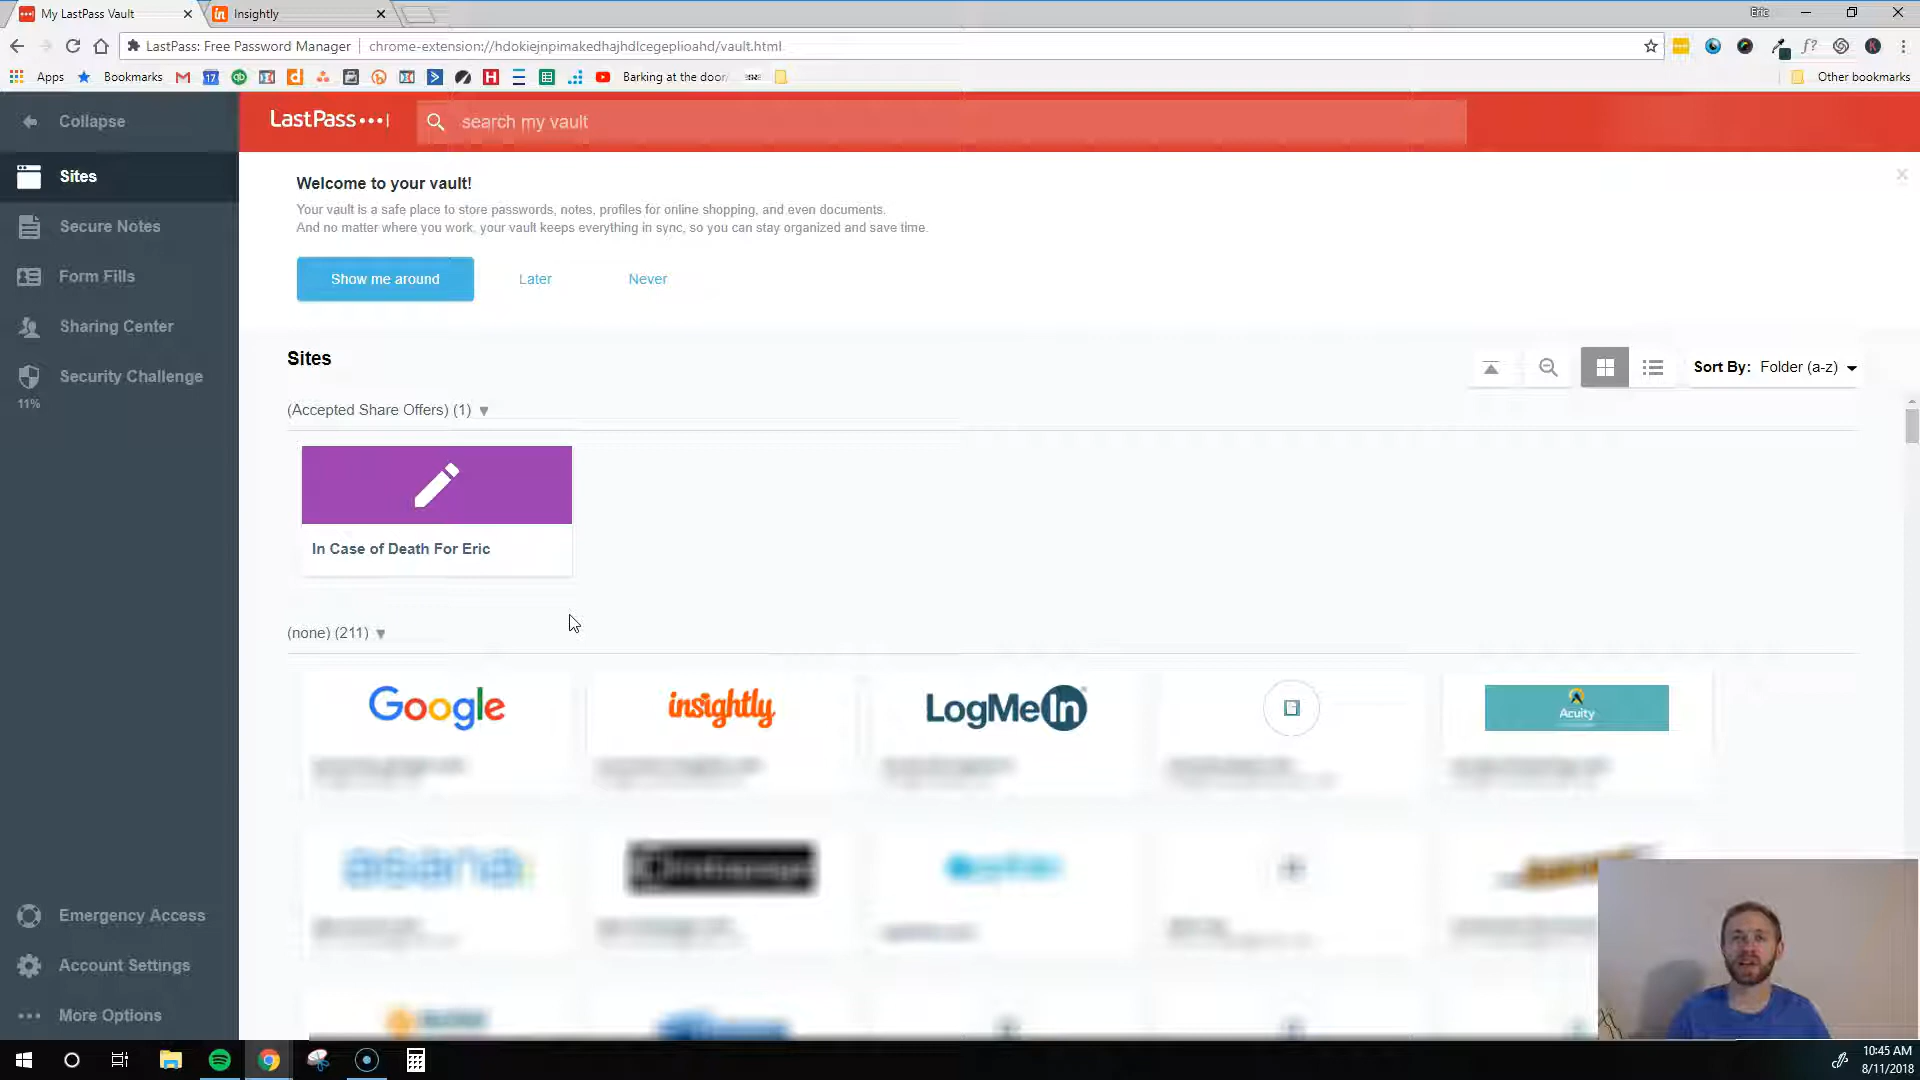 My LastPass Vault
Insightly
Eric
LastPass: Free Password Manager
chrome-extension://hdokiejnpimakedhajhdlcegeplioahd/vault.html
Apps
Bookmarks
Barking at the door
Other bookmarks
Collapse
LastPass
search my vault
Sites
Secure Notes
Form Fills
Sharing Center
Security Challenge
11%
Emergency Access
Account Settings
More Options
Welcome to your vault!
Your vault is a safe place to store passwords, notes, profiles for online shopping, and even documents.
And no matter where you work, your vault keeps everything in sync, so you can stay organized and save time.
Show me around
Later
Never
Sites
Sort By: Folder (a-z)
(Accepted Share Offers) (1)
In Case of Death For Eric
(none) (211)
Google
insightly
LogMeIn
Acuity
asana
10:45 AM
8/11/2018